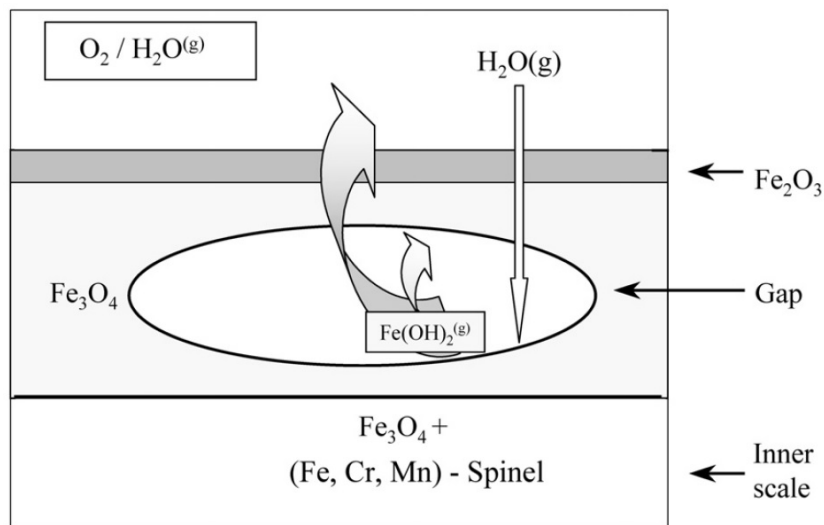 O₂ / H₂O⁽ᵍ⁾
H₂O(g)
Fe₂O₃
Fe₃O₄
Gap
Fe(OH)₂⁽ᵍ⁾
Fe₃O₄ +
(Fe, Cr, Mn) - Spinel
Inner
scale